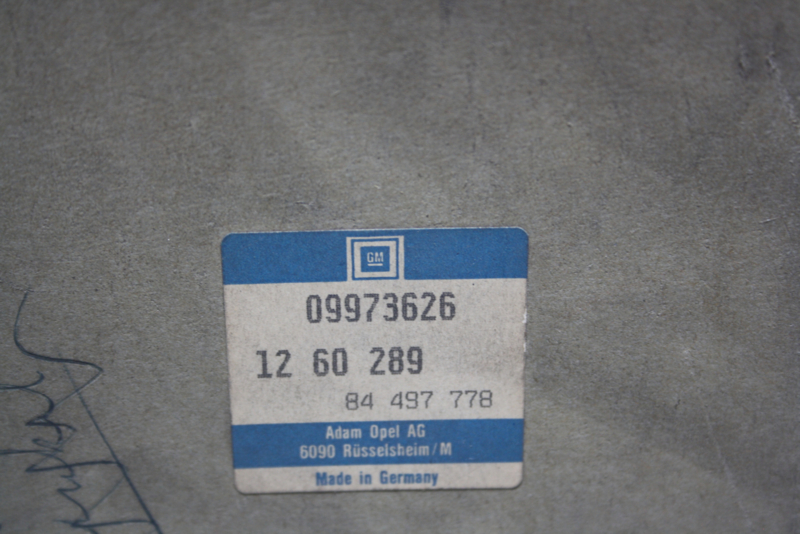 GM
09973626
12 60 289
84 497 778
Adam Opel AG
6090 Rüsselsheim/M
Made in Germany